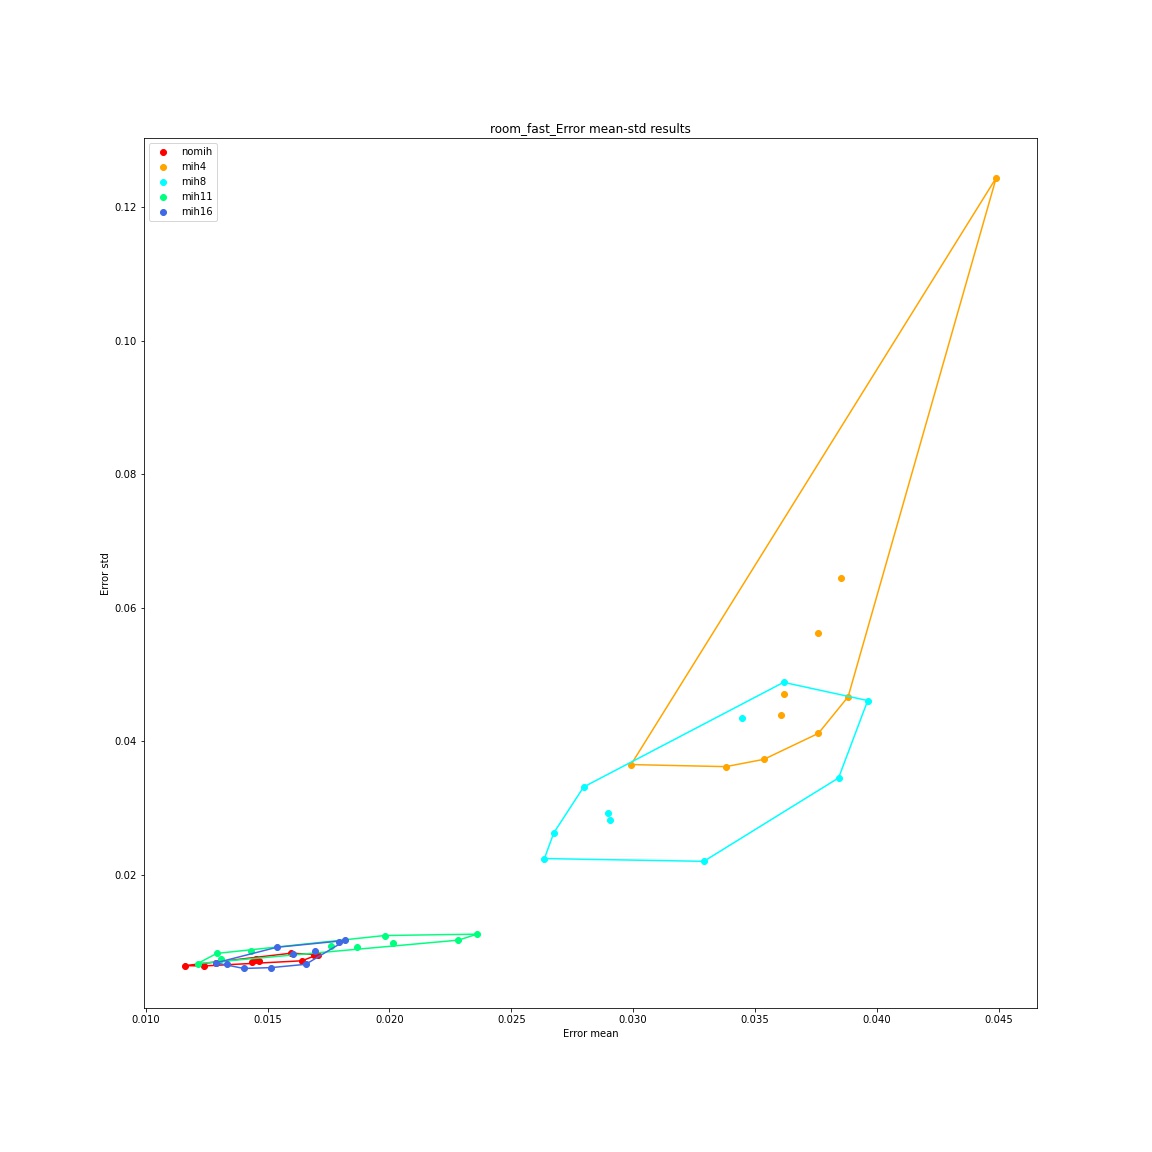 room_fast_Error mean-std results
nomih
mih4
mih8
mih11
mih16
0.12
0.10
0.08
0.06
0.04
0.02
Error std
0.010 0.015 0.020 0.025 0.030 0.035 0.040 0.045
Error mean